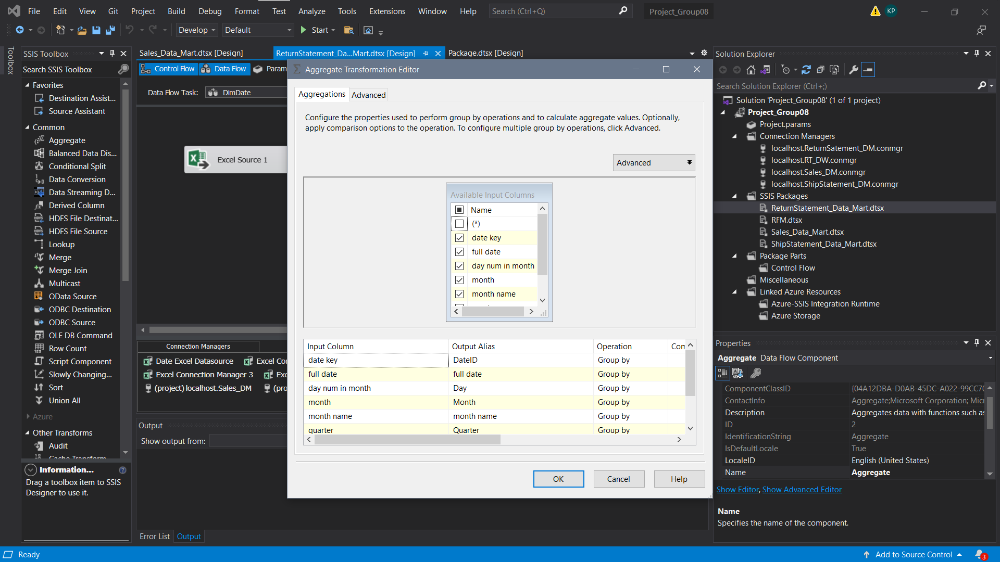 File Edit View Git Project Build Debug Format Test Analyze Tools Extensions Window Help Search (Ctrl+Q) Project_Group08 KP
Develop Default Start
Toolbox
SSIS Toolbox
Search SSIS Toolbox
Favorites
Destination Assist...
Source Assistant
Common
Aggregate
Balanced Data Dis...
Conditional Split
Data Conversion
Data Streaming D...
Derived Column
HDFS File Destinat...
HDFS File Source
Lookup
Merge
Merge Join
Multicast
OData Source
ODBC Destination
ODBC Source
OLE DB Command
Row Count
Script Component
Slowly Changing...
Sort
Union All
Azure
Other Transforms
Audit
Cache Transform
Information...
Drag a toolbox item to SSIS
Designer to use it.
Sales_Data_Mart.dtsx [Design] ReturnStatement_Da...Mart.dtsx [Design] Package.dtsx [Design]
Control Flow Data Flow Param
Data Flow Task: DimDate
Excel Source 1
Connection Managers
Date Excel Datasource Excel Con
Excel Connection Manager 3 Exc
(project) localhost.Sales_DM (pro
Output
Show output from:
Error List Output
Aggregate Transformation Editor
Aggregations Advanced
Configure the properties used to perform group by operations and to calculate aggregate values. Optionally,
apply comparison options to the operation. To configure multiple group by operations, click Advanced.
Advanced
Available Input Columns
Name
(*)
date key
full date
day num in month
month
month name
Input Column Output Alias Operation Com
date key DateID Group by
full date full date Group by
day num in month Day Group by
month Month Group by
month name month name Group by
quarter Quarter Group by
OK Cancel Help
Solution Explorer
Search Solution Explorer (Ctrl+;)
Solution 'Project_Group08' (1 of 1 project)
Project_Group08
Project.params
Connection Managers
localhost.ReturnSatement_DM.conmgr
localhost.RT_DW.conmgr
localhost.Sales_DM.conmgr
localhost.ShipStatement_DM.conmgr
SSIS Packages
ReturnStatement_Data_Mart.dtsx
RFM.dtsx
Sales_Data_Mart.dtsx
ShipStatement_Data_Mart.dtsx
Package Parts
Control Flow
Miscellaneous
Linked Azure Resources
Azure-SSIS Integration Runtime
Azure Storage
Properties
Aggregate Data Flow Component
ComponentClassID {04A12DBA-D0AB-45DC-A022-99CC70
ContactInfo Aggregate;Microsoft Corporation; Micr
Description Aggregates data with functions such as
ID 2
IdentificationString Aggregate
IsDefaultLocale True
LocaleID English (United States)
Name Aggregate
Show Editor, Show Advanced Editor
Name
Specifies the name of the component.
Ready Add to Source Control 3